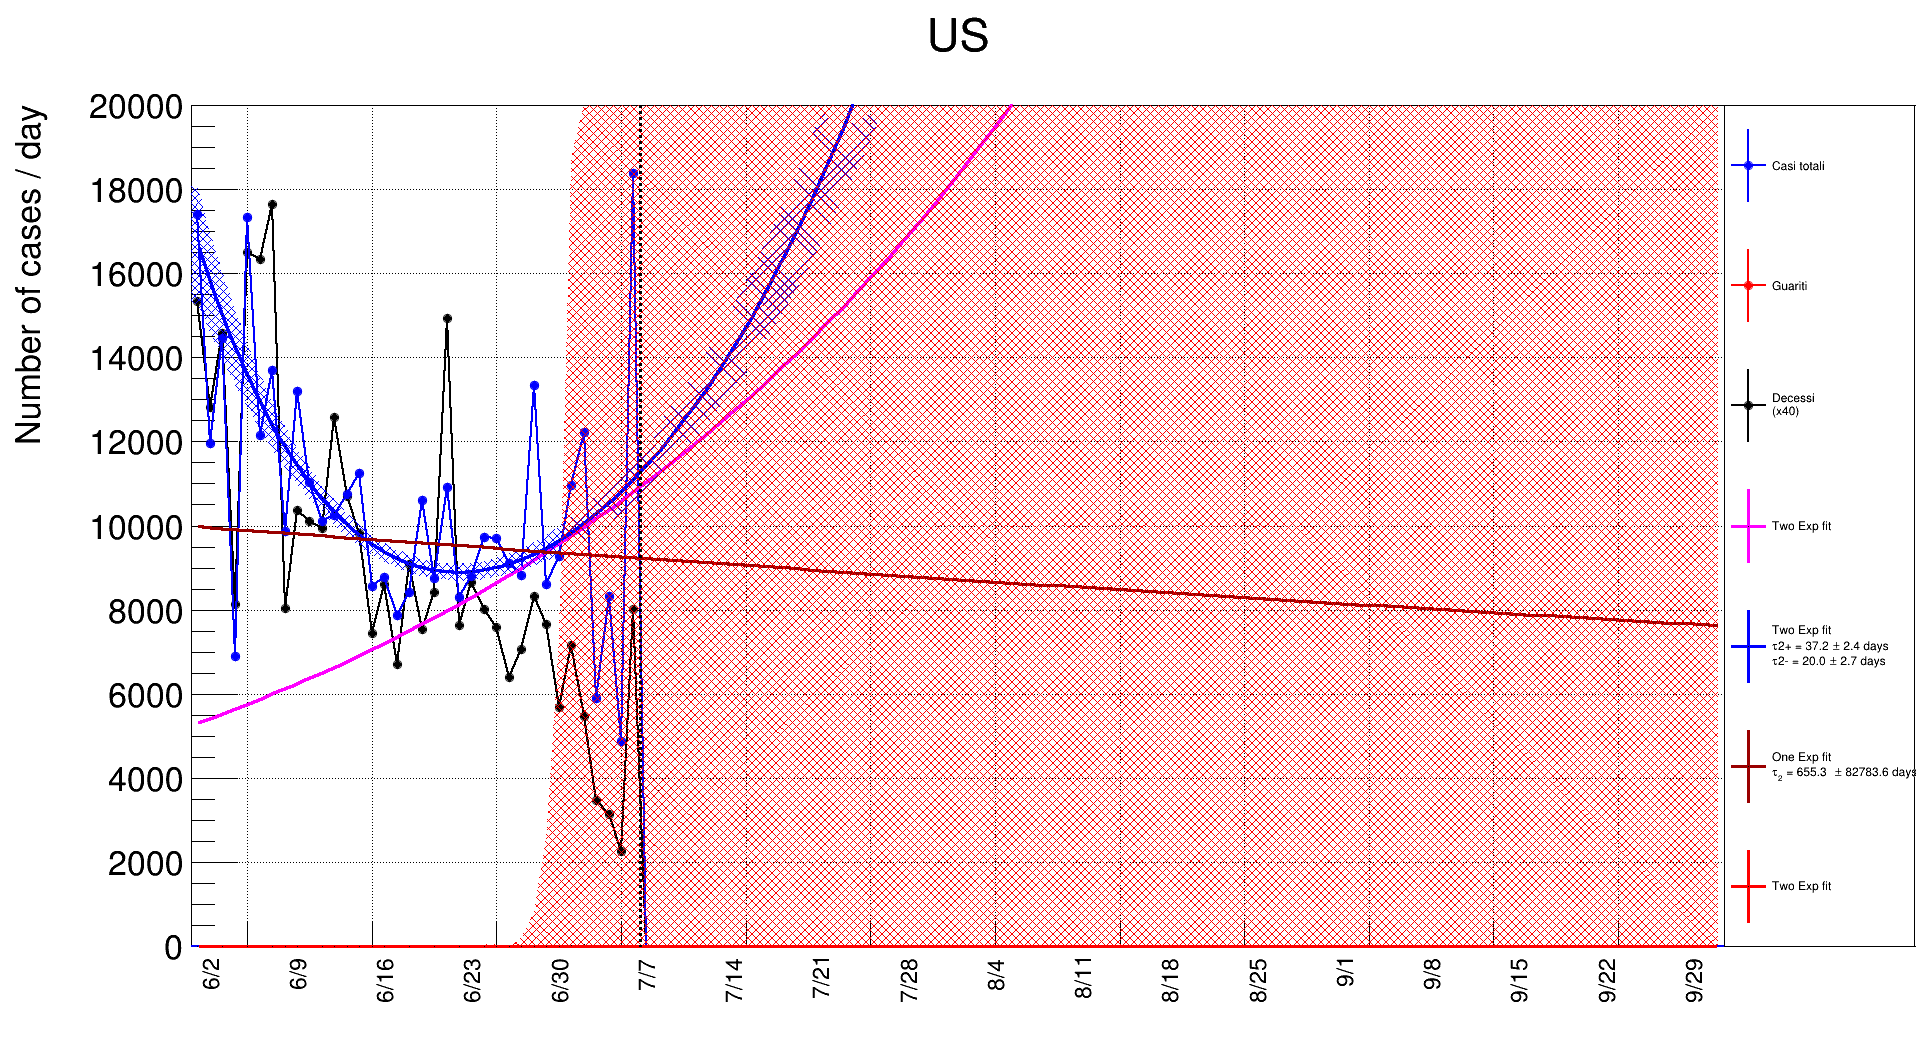 US
Number of cases / day
20000
18000
16000
14000
12000
10000
8000
6000
4000
2000
0
6/2
6/9
6/16
6/23
6/30
7/7
7/14
7/21
7/28
8/4
8/11
8/18
8/25
9/1
9/8
9/15
9/22
9/29
Casi totali
Guariti
Decessi
(x40)
Two Exp fit
Two Exp fit
τ2+ = 37.2 ± 2.4 days
τ2- = 20.0 ± 2.7 days
One Exp fit
τ2 = 655.3 ± 82783.6 days
Two Exp fit